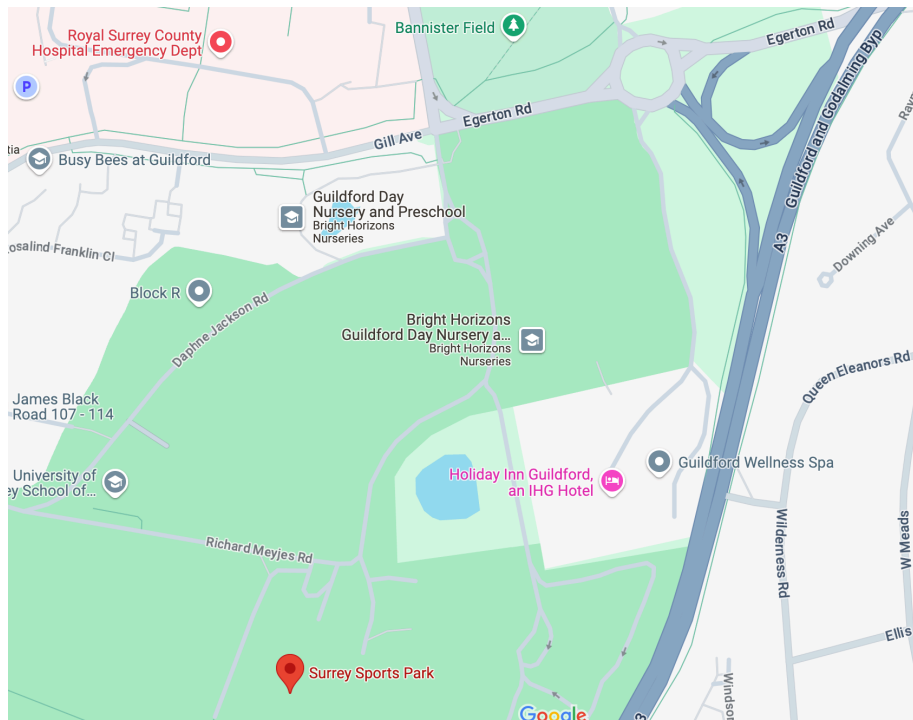 Royal Surrey County
Hospital Emergency Dept
Bannister Field
Egerton Rd
P
Egerton Rd
Gill Ave
Guildford and Godalming Byp
A3
Busy Bees at Guildford
Guildford Day
Nursery and Preschool
Bright Horizons
Nurseries
Franklin Cl
Downing Ave
Block R
Daphne Jackson Rd
Bright Horizons
Guildford Day Nursery a...
Bright Horizons
Nurseries
Queen Eleanors Rd
James Black
Road 107 - 114
University of
ey School of...
Holiday Inn Guildford,
an IHG Hotel
Guildford Wellness Spa
Wilderness Rd
W Meads
Richard Meyjes Rd
Ellis
Surrey Sports Park
Windso
Google